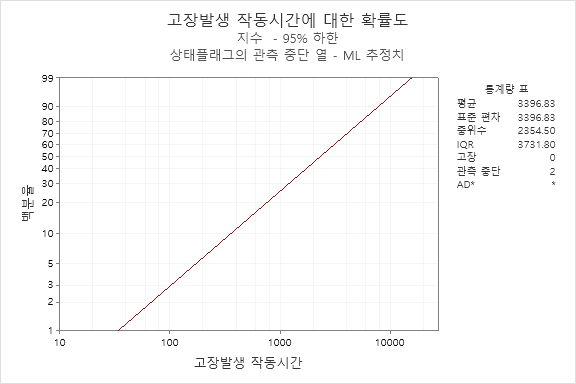 고장발생 작동시간에 대한 확률도
지수 - 95% 하한
상태플래그의 관측 중단 열 - ML 추정치
통계량 표
평균 3396.83
표준 편차 3396.83
중위수 2354.50
IQR 3731.80
고장 0
관측 중단 2
AD* *
백분율
99
90
80
70
60
50
40
30
20
10
5
3
2
1
10 100 1000 10000
고장발생 작동시간